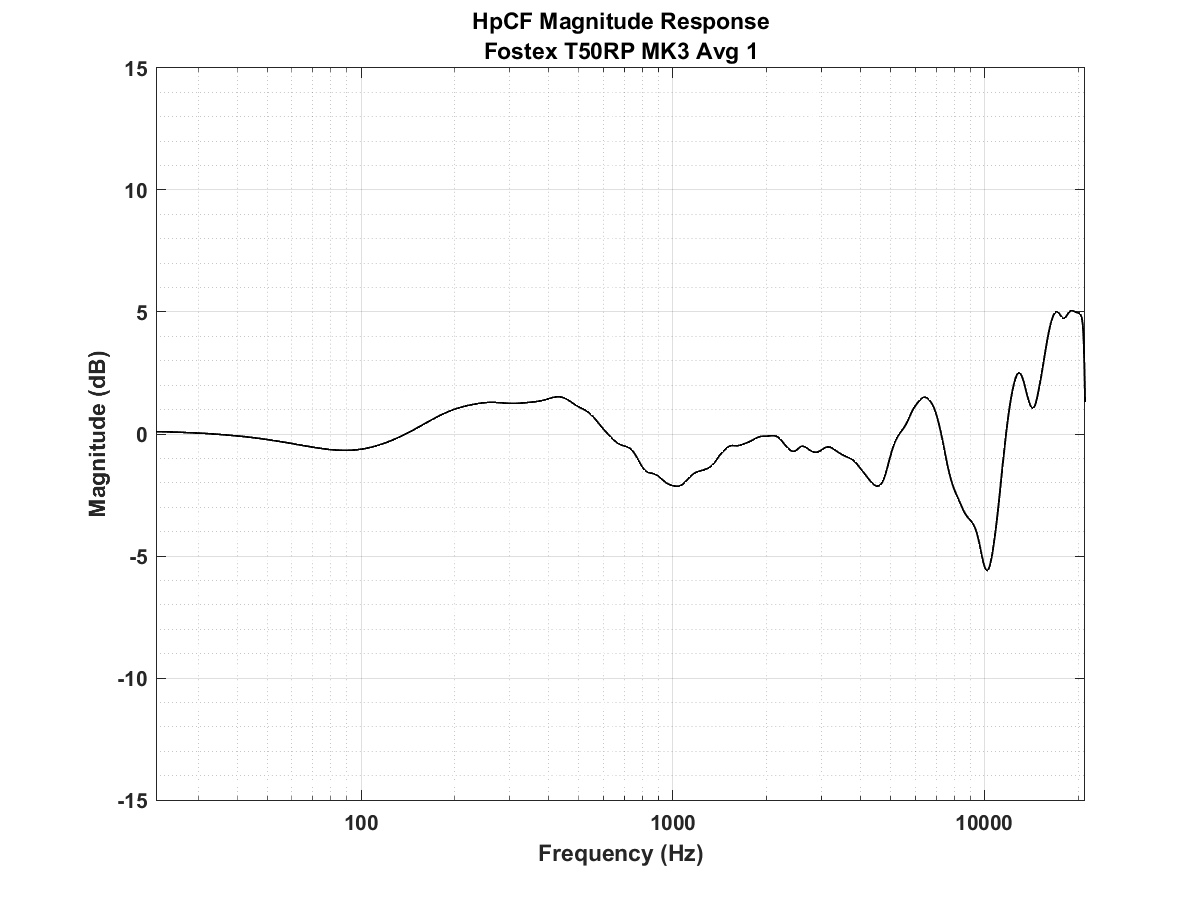 HpCF Magnitude Response
Fostex T50RP MK3 Avg 1
15
10
5
0
-5
-10
-15
Magnitude (dB)
100
1000
10000
Frequency (Hz)